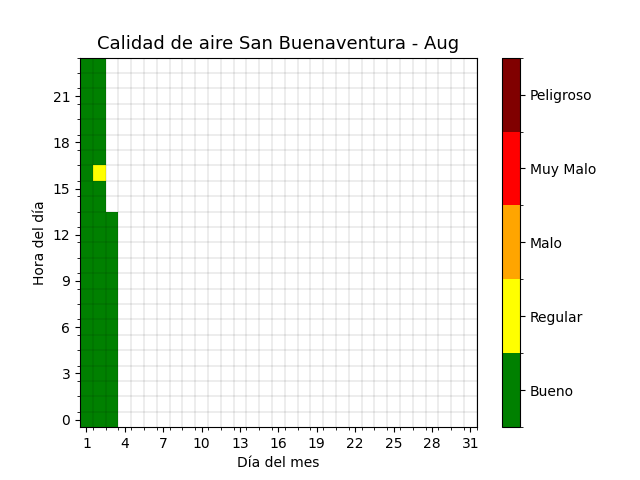 Calidad de aire San Buenaventura - Aug
Hora del día
21
18
15
12
9
6
3
0
1 4 7 10 13 16 19 22 25 28 31
Día del mes
Peligroso
Muy Malo
Malo
Regular
Bueno